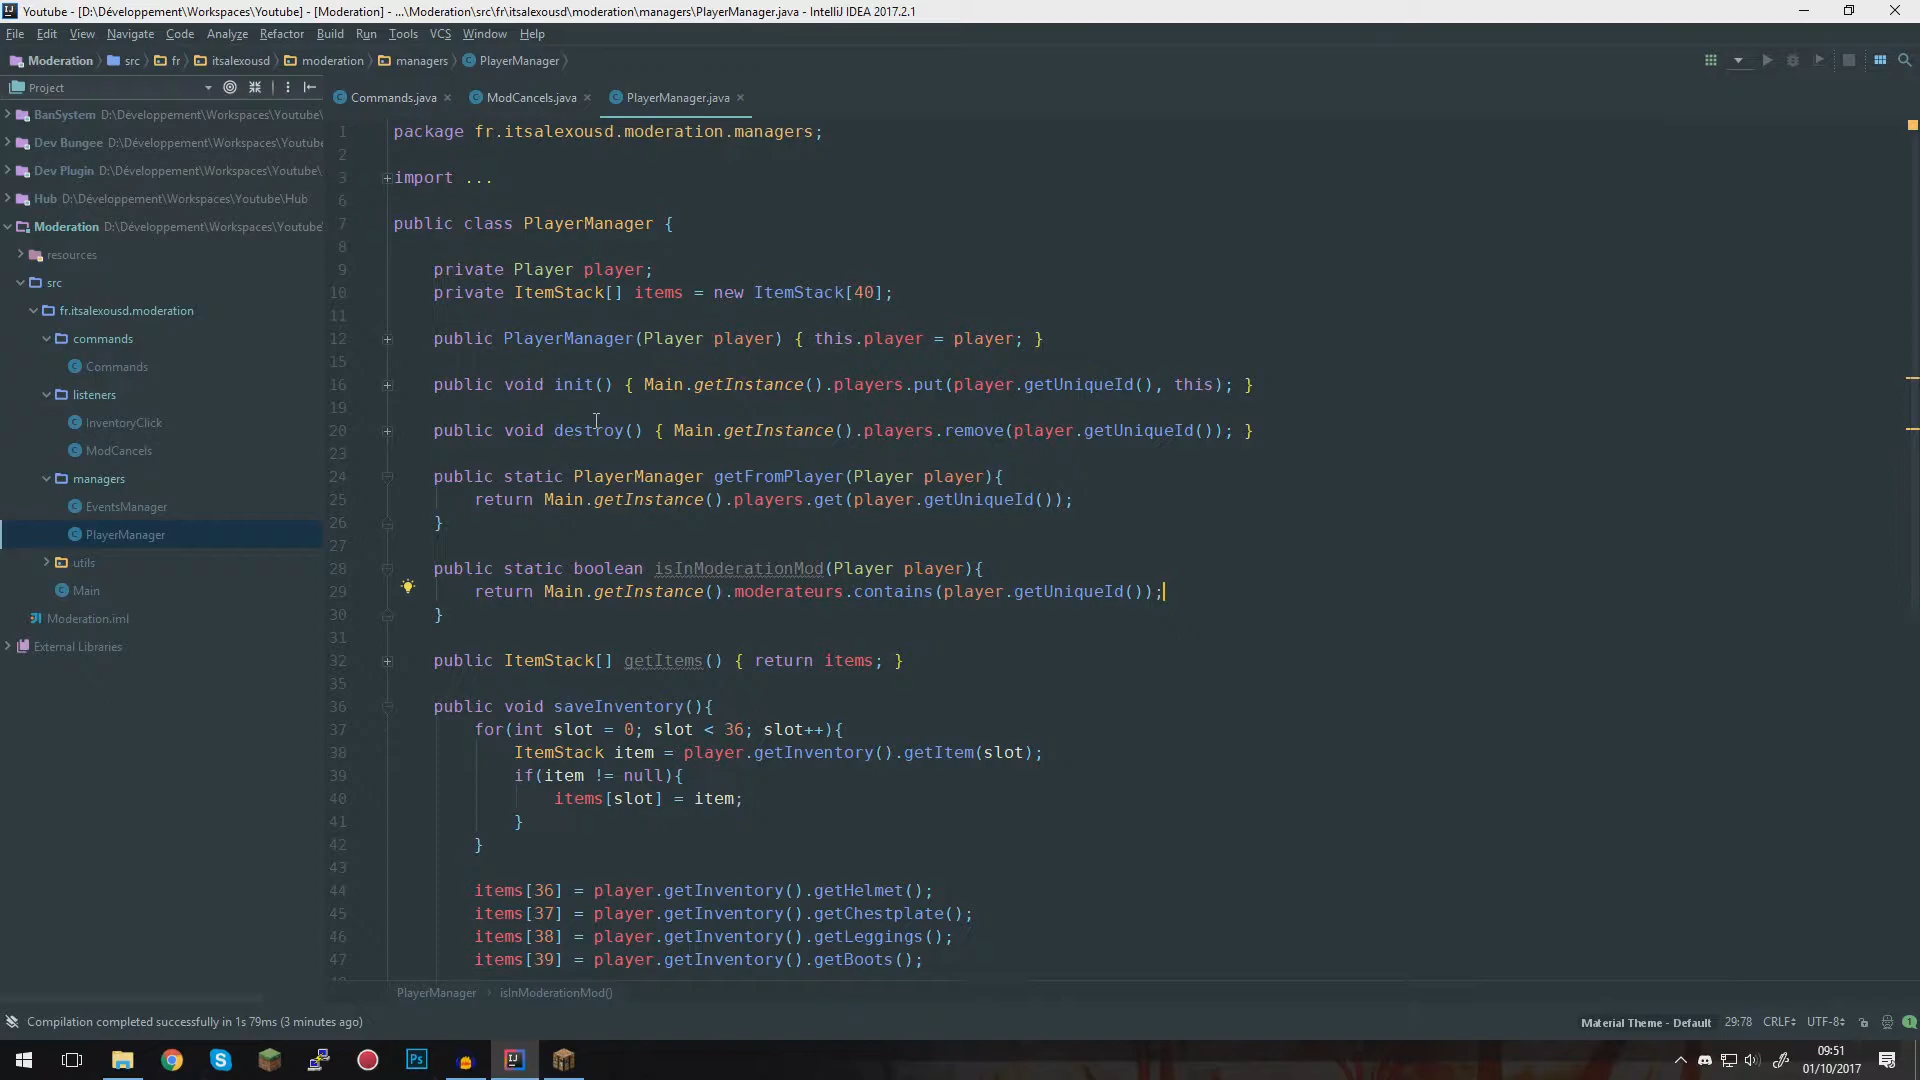 Youtube - [D:\Développement\Workspaces\Youtube] - [Moderation] - ...\Moderation\src\fr\itsalexousd\moderation\managers\PlayerManager.java - IntelliJ IDEA 2017.2.1
File Edit View Navigate Code Analyze Refactor Build Run Tools VCS Window Help
Moderation src fr itsalexousd moderation managers PlayerManager
Project
Commands.java ModCancels.java PlayerManager.java
BanSystem D:\Développement\Workspaces\Youtube\
Dev Bungee D:\Développement\Workspaces\Youtube
Dev Plugin D:\Développement\Workspaces\Youtube\
Hub D:\Développement\Workspaces\Youtube\Hub
Moderation D:\Développement\Workspaces\Youtube
resources
src
fr.itsalexousd.moderation
commands
Commands
listeners
InventoryClick
ModCancels
managers
EventsManager
PlayerManager
utils
Main
Moderation.iml
External Libraries
1 package fr.itsalexousd.moderation.managers;
2
3 import ...
6
7 public class PlayerManager {
8
9 private Player player;
10 private ItemStack[] items = new ItemStack[40];
11
12 public PlayerManager(Player player) { this.player = player; }
15
16 public void init() { Main.getInstance().players.put(player.getUniqueId(), this); }
19
20 public void destroy() { Main.getInstance().players.remove(player.getUniqueId()); }
23
24 public static PlayerManager getFromPlayer(Player player){
25 return Main.getInstance().players.get(player.getUniqueId());
26 }
27
28 public static boolean isInModerationMod(Player player){
29 return Main.getInstance().moderateurs.contains(player.getUniqueId());
30 }
31
32 public ItemStack[] getItems() { return items; }
35
36 public void saveInventory(){
37 for(int slot = 0; slot < 36; slot++){
38 ItemStack item = player.getInventory().getItem(slot);
39 if(item != null){
40 items[slot] = item;
41 }
42 }
43
44 items[36] = player.getInventory().getHelmet();
45 items[37] = player.getInventory().getChestplate();
46 items[38] = player.getInventory().getLeggings();
47 items[39] = player.getInventory().getBoots();
PlayerManager isInModerationMod()
Compilation completed successfully in 1s 79ms (3 minutes ago)
Material Theme - Default 29:78 CRLF UTF-8 1
Ps
09:51
01/10/2017